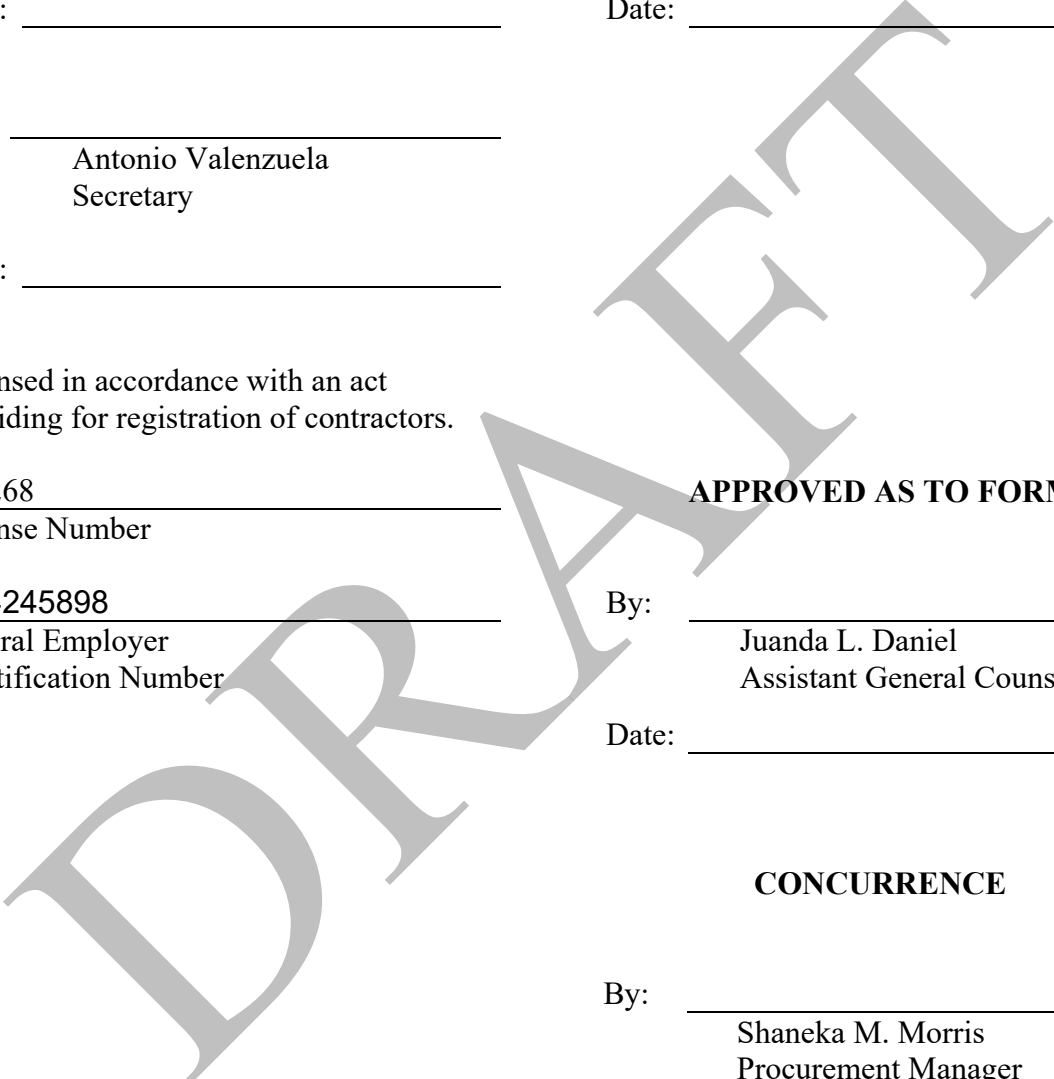 :
Date:
Antonio Valenzuela
Secretary
:
nsed in accordance with an act
iding for registration of contractors.
68
nse Number
245898
ral Employer
tification Number
APPROVED AS TO FORM
By:
Juanda L. Daniel
Assistant General Couns
Date:
CONCURRENCE
By:
Shaneka M. Morris
Procurement Manager
DRAFT